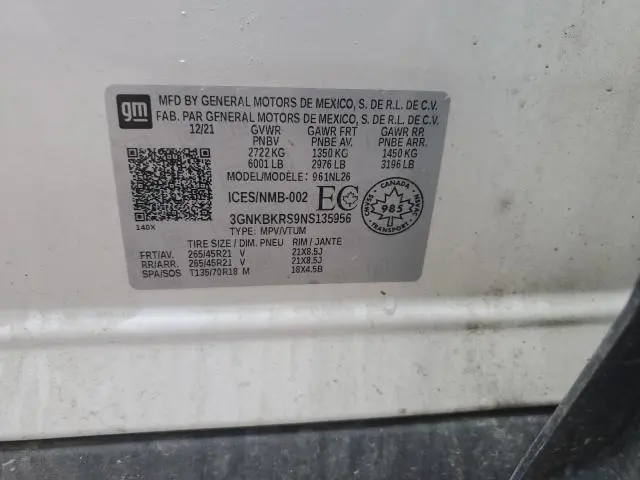 gm
MFD BY GENERAL MOTORS DE MEXICO, S. DE R.L. DE C.V.
FAB. PAR GENERAL MOTORS DE MEXICO, S. DE R.L. DE C.V.
12/21 GVWR GAWR FRT GAWR RR
PNBV PNBE AV. PNBE ARR.
2722 KG 1350 KG 1450 KG
6001 LB 2976 LB 3196 LB
MODEL/MODÈLE: 961NL26
ICES/NMB-002 EC
3GNKBKRS9NS135956
TYPE: MPV/VTUM
140X
985
TIRE SIZE / DIM. PNEU RIM / JANTE
FRT/AV. 265/45R21 V 21X8.5J
RR/ARR. 265/45R21 V 21X8.5J
SPA/SOS T135/70R18 M 18X4.5B